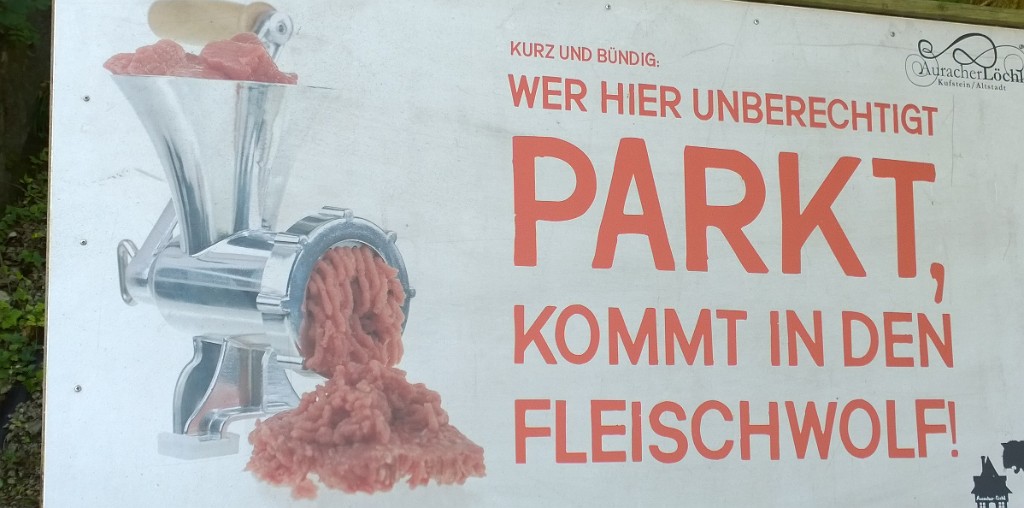 KURZ UND BÜNDIG:
WER HIER UNBERECHTIGT
PARKT,
KOMMT IN DEN
FLEISCHWOLF!
AuracherLöchl
Kufstein/Altstadt